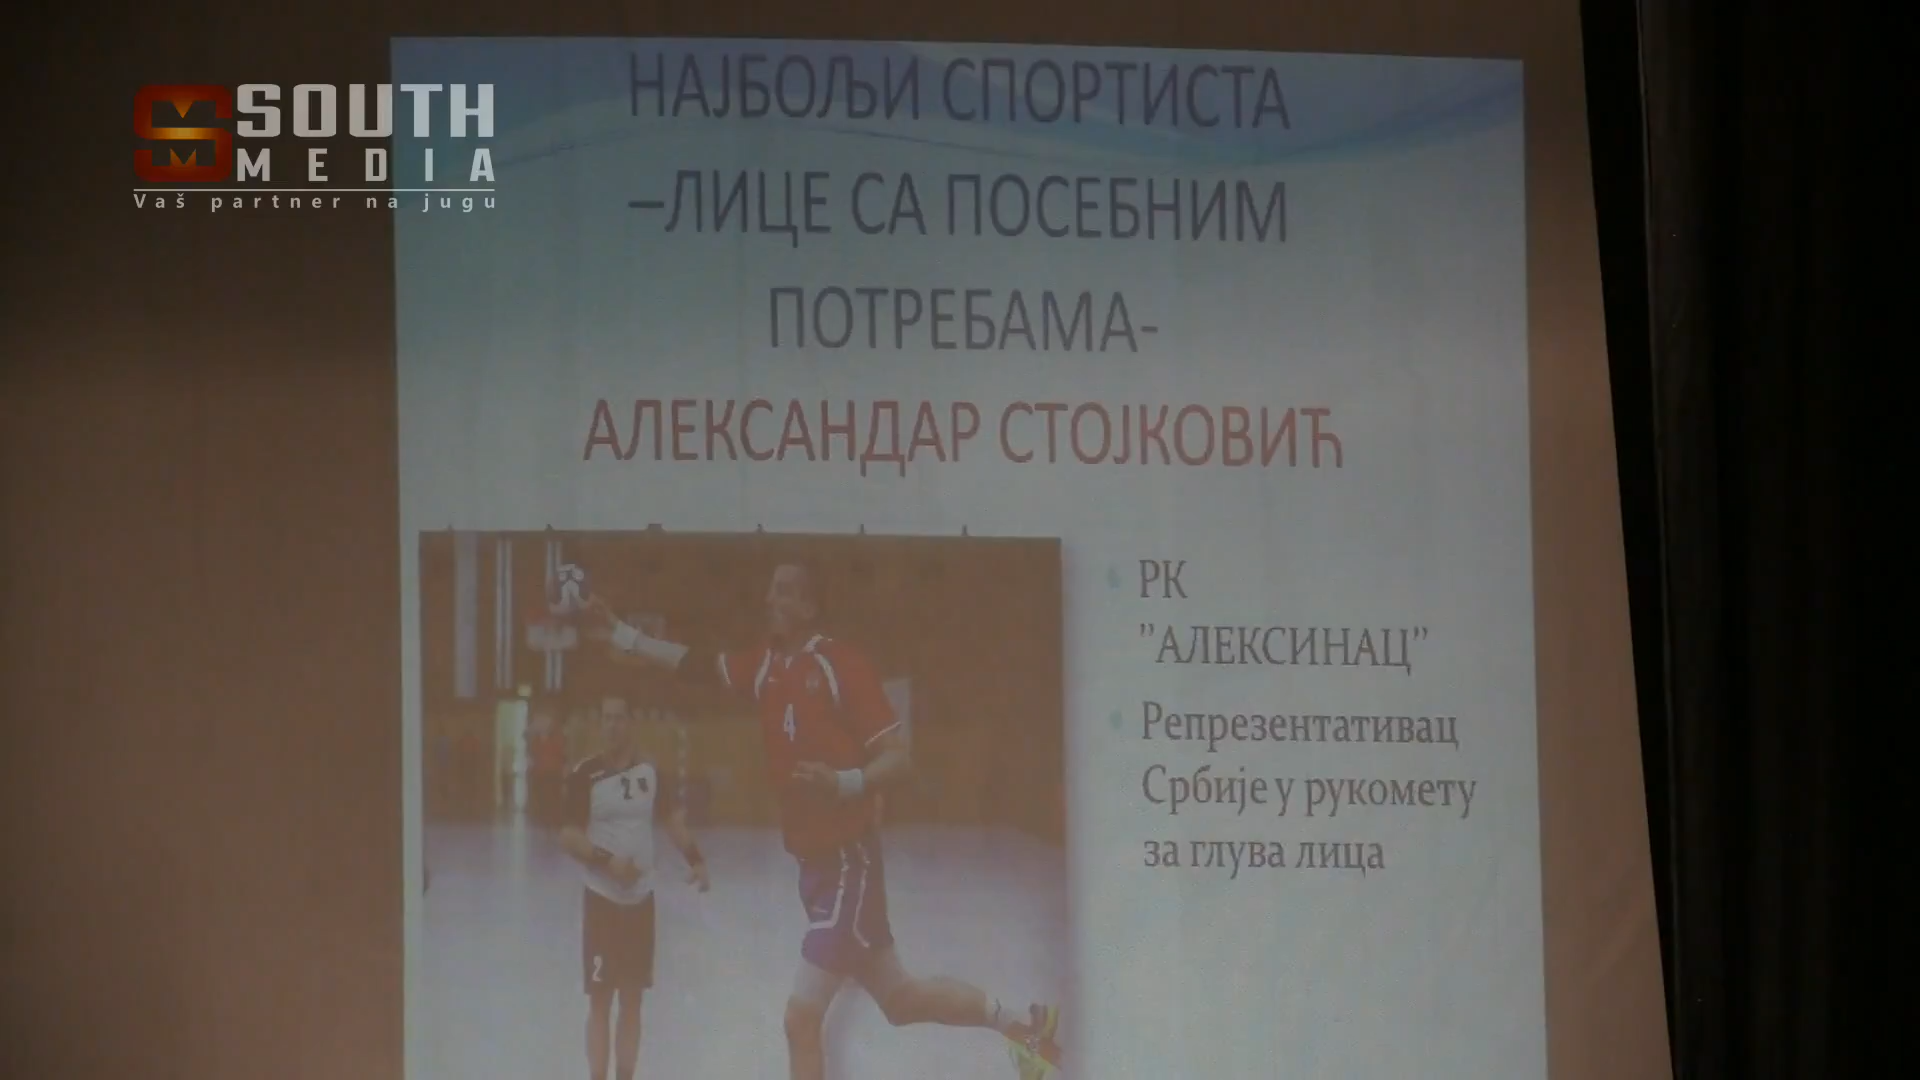 SOUTH
MEDIA
Vaš partner na jugu
НАЈБОЉИ СПОРТИСТА
–ЛИЦЕ СА ПОСЕБНИМ
ПОТРЕБАМА-
АЛЕКСАНДАР СТОЈКОВИЋ
РК
"АЛЕКСИНАЦ"
Репрезентативац
Србије у рукомету
за глува лица
4
2